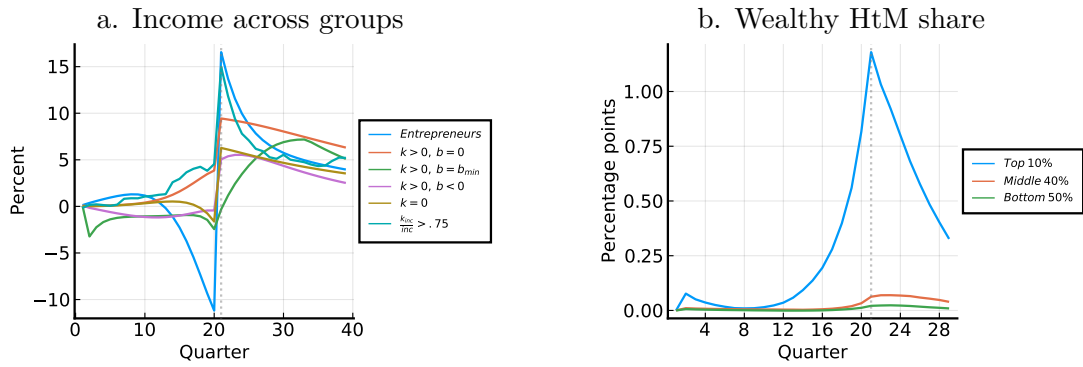 a. Income across groups
Percent
15
10
5
0
−5
−10
0
10
20
30
40
Quarter
Entrepreneurs
k > 0, b = 0
k > 0, b = b_min
k > 0, b < 0
k = 0
k_inc/inc > .75
b. Wealthy HtM share
Percentage points
1.00
0.75
0.50
0.25
0.00
4
8
12
16
20
24
28
Quarter
Top 10%
Middle 40%
Bottom 50%